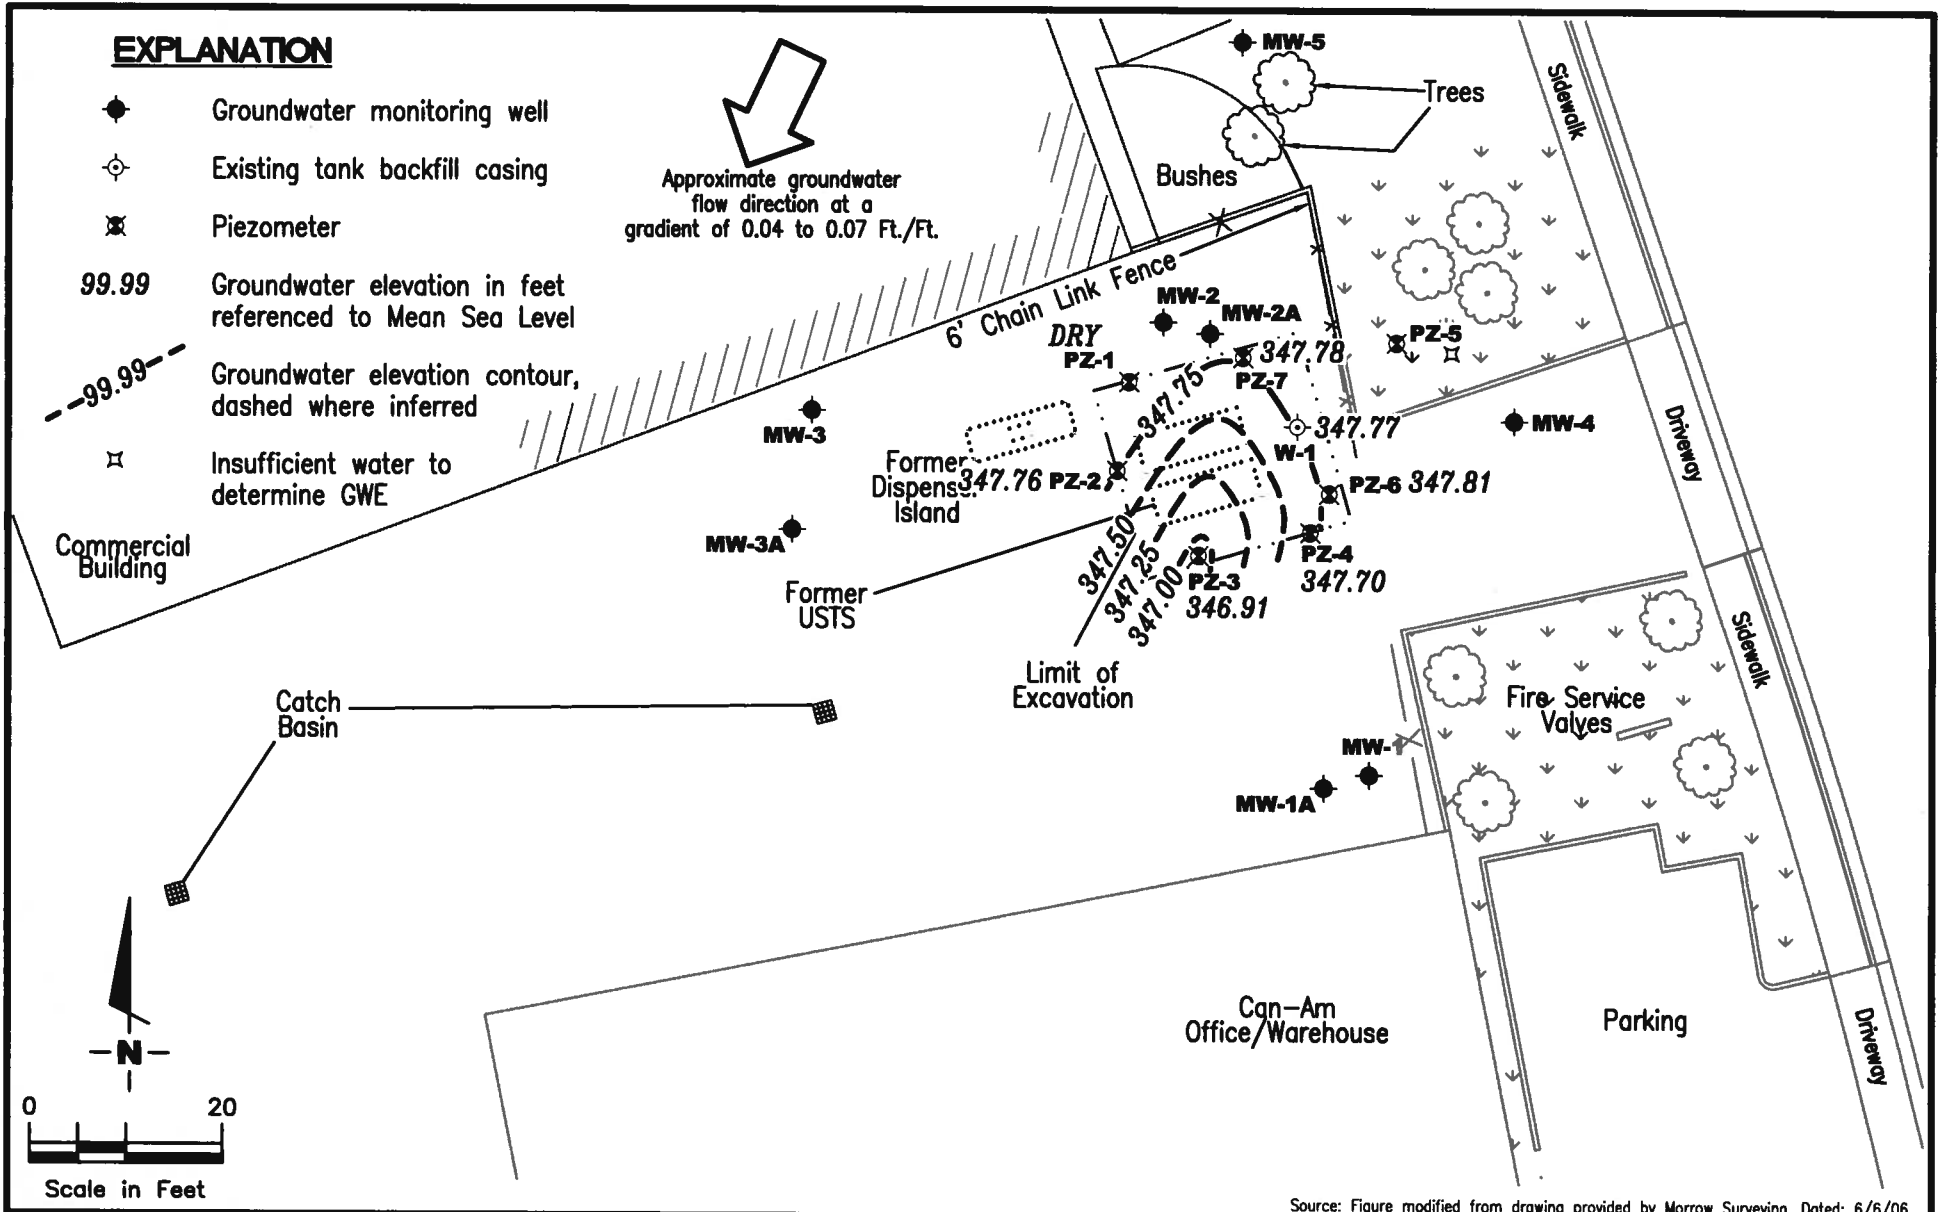 EXPLANATION
Groundwater monitoring well
Existing tank backfill casing
Piezometer
99.99
Groundwater elevation in feet
referenced to Mean Sea Level
99.99
Groundwater elevation contour,
dashed where inferred
Insufficient water to
determine GWE
Approximate groundwater
flow direction at a
gradient of 0.04 to 0.07 Ft./Ft.
MW-5
Trees
Bushes
Sidewalk
6' Chain Link Fence
MW-2
MW-2A
DRY
PZ-1
347.78
PZ-7
PZ-5
347.75
MW-3
347.77
W-1
MW-4
Driveway
Former
Dispenser
Island
347.76 PZ-2
PZ-6 347.81
MW-3A
Commercial
Building
347.50
347.25
347.00
PZ-4
347.70
PZ-3
346.91
Former
USTS
Limit of
Excavation
Sidewalk
Catch
Basin
Fire Service
Valves
MW-1
MW-1A
Can-Am
Office/Warehouse
Parking
Driveway
N
0 20
Scale in Feet
Source: Figure modified from drawing provided by Morrow Surveying. Dated: 6/6/06